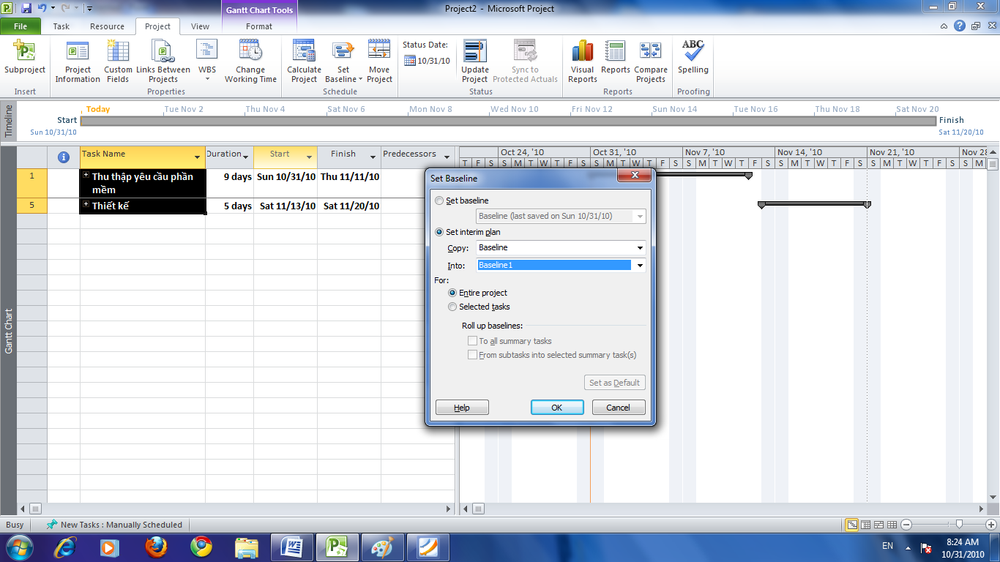 Gantt Chart Tools
Project2 - Microsoft Project
File Task Resource Project View Format
Subproject
Project Information
Custom Fields
Links Between Projects
WBS
Change Working Time
Calculate Project
Set Baseline
Move Project
Status Date:
10/31/10
Update Project
Sync to Protected Actuals
Visual Reports
Reports
Compare Projects
ABC
Spelling
Insert Properties Schedule Status Reports Proofing
Timeline
Today Tue Nov 2 Thu Nov 4 Sat Nov 6 Mon Nov 8 Wed Nov 10 Fri Nov 12 Sun Nov 14 Tue Nov 16 Thu Nov 18 Sat Nov 20
Start Finish
Sun 10/31/10 Sat 11/20/10
Task Name Duration Start Finish Predecessors
Oct 24, '10 Oct 31, '10 Nov 7, '10 Nov 14, '10 Nov 21, '10 Nov 28
T F S S M T W T F S S M T W T F S S M T W T F S S M T W T F S S M T W T F S S M
1 Thu thập yêu cầu phần 9 days Sun 10/31/10 Thu 11/11/10
mềm
5 Thiết kế 5 days Sat 11/13/10 Sat 11/20/10
Gantt Chart
Set Baseline
Set baseline
Baseline (last saved on Sun 10/31/10)
Set interim plan
Copy: Baseline
Into: Baseline1
For:
Entire project
Selected tasks
Roll up baselines:
To all summary tasks
From subtasks into selected summary task(s)
Set as Default
Help OK Cancel
Busy New Tasks : Manually Scheduled
EN 8:24 AM
10/31/2010